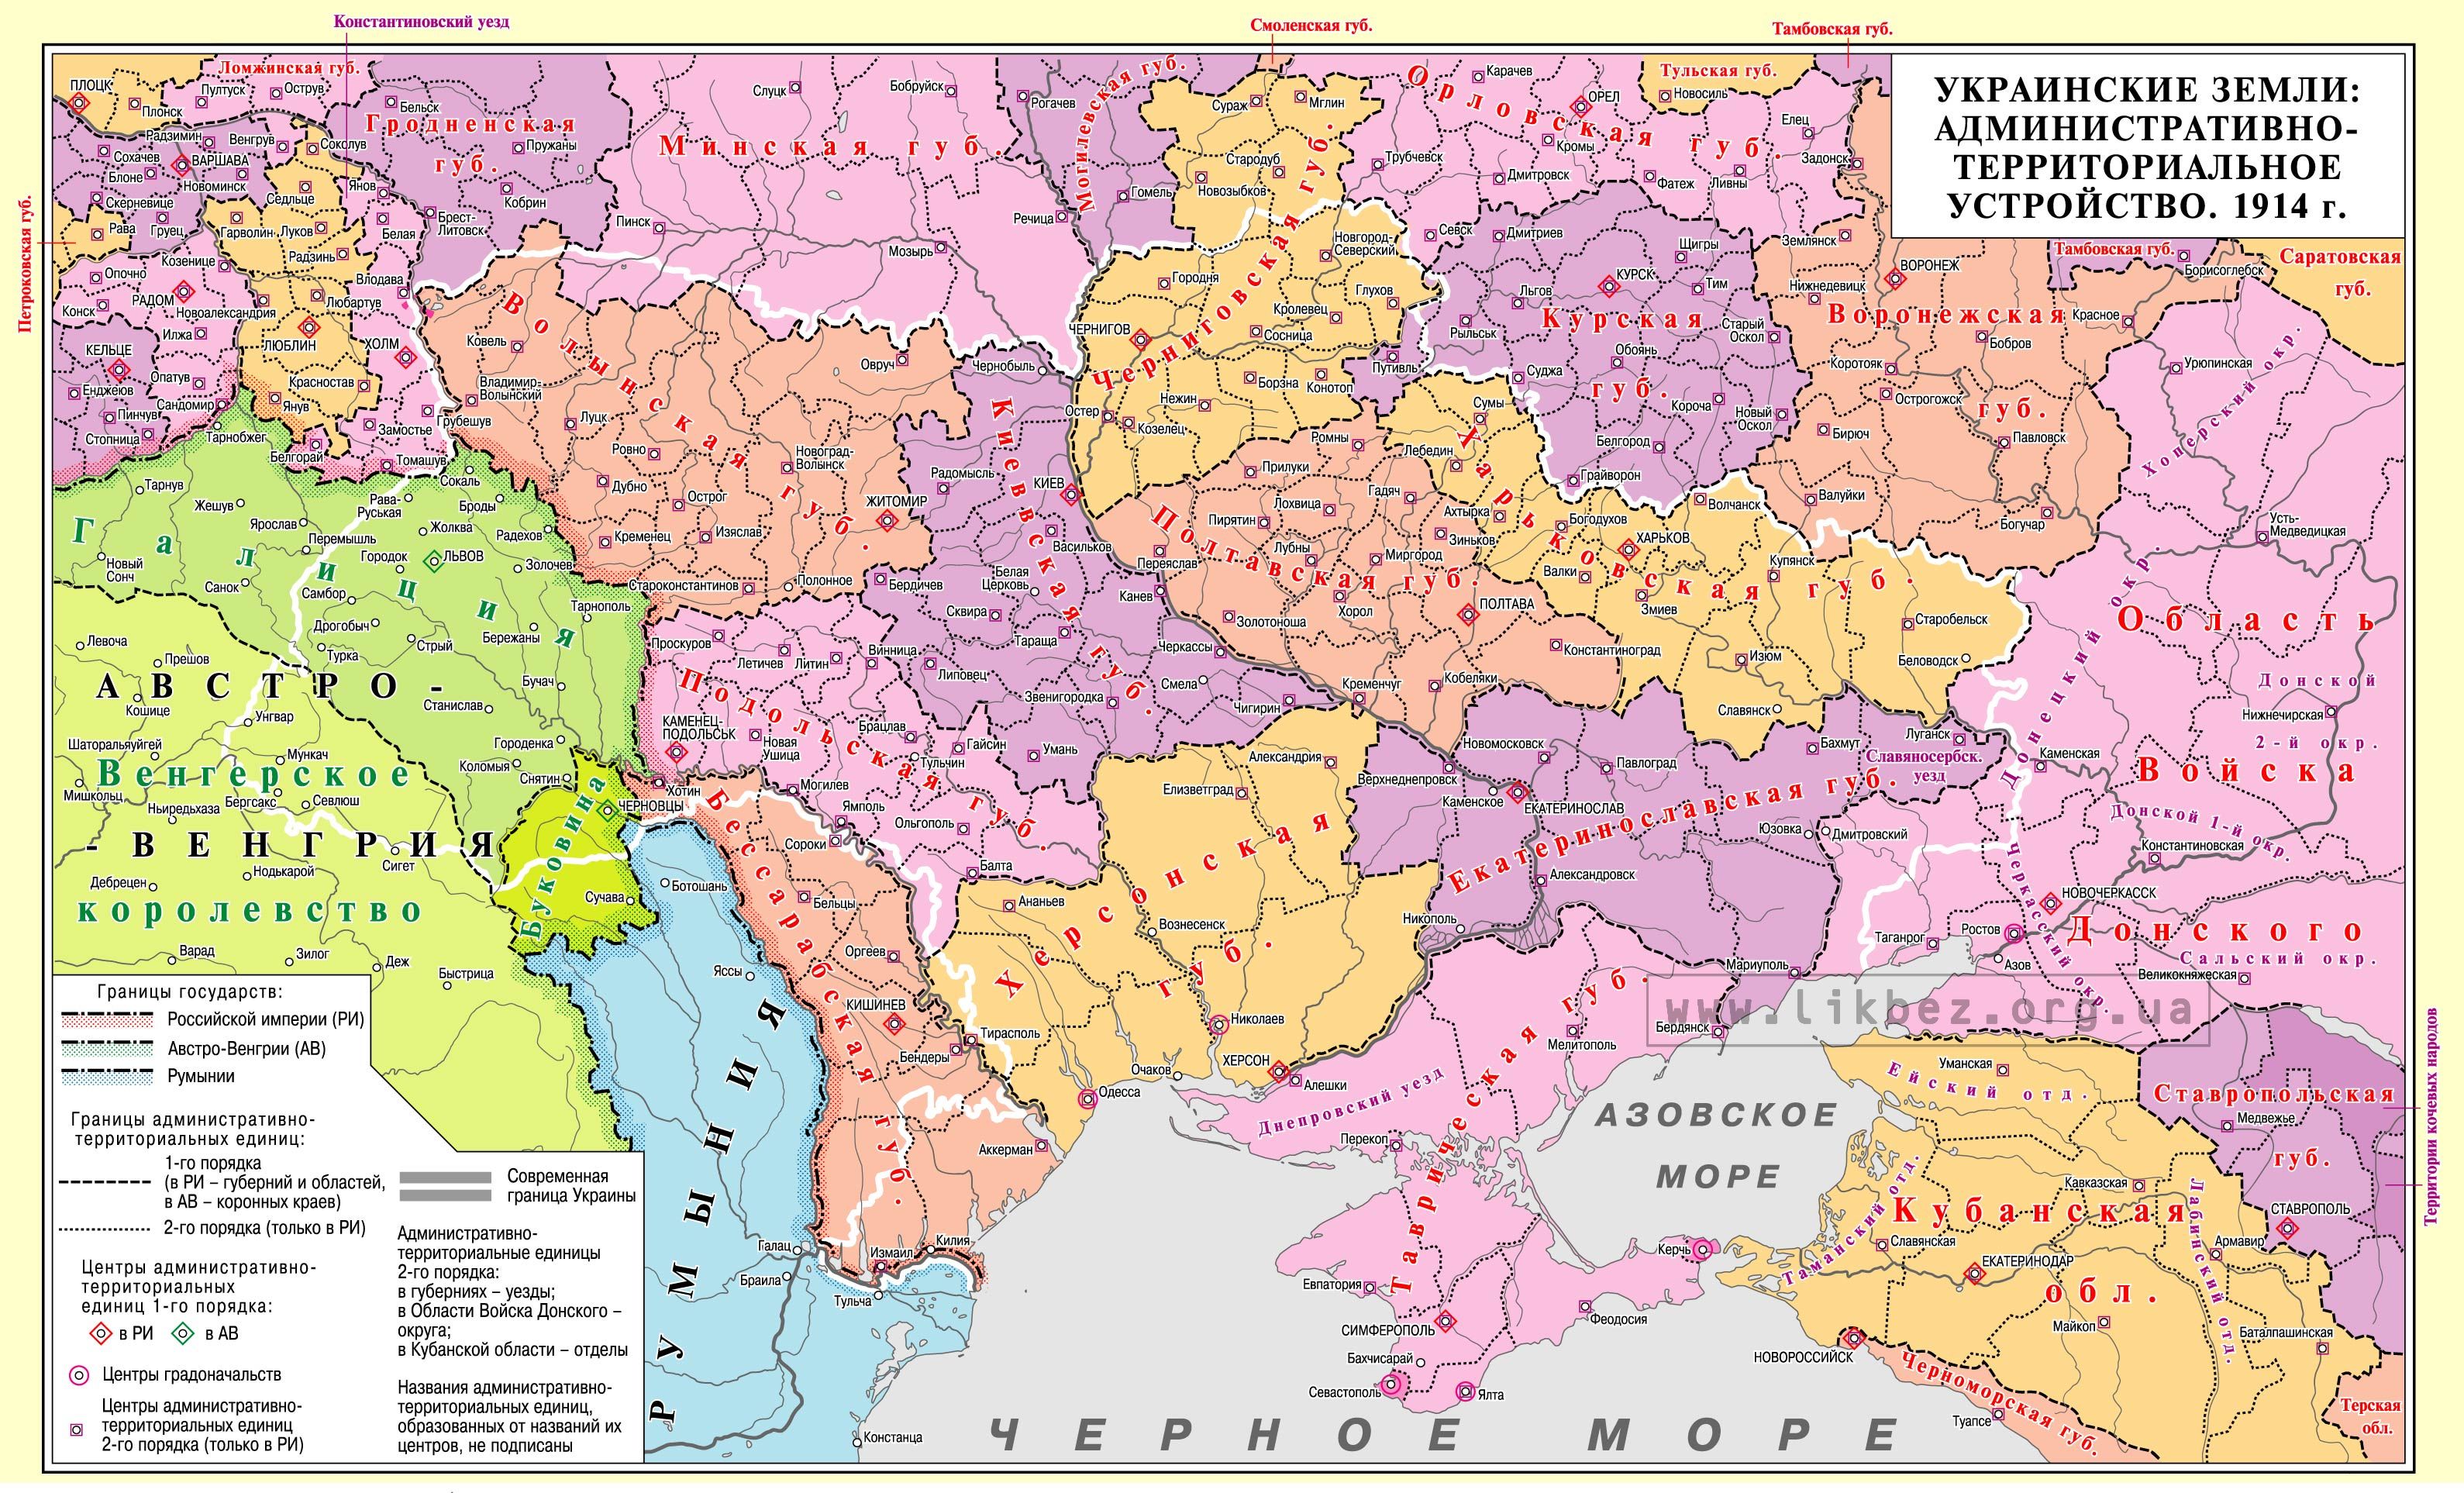 Константиновский уезд
Смоленская губ.
Тамбовская губ.
УКРАИНСКИЕ ЗЕМЛИ:
АДМИНИСТРАТИВНО-
ТЕРРИТОРИАЛЬНОЕ
УСТРОЙСТВО. 1914 г.
Петроковская губ.
Территории кочевых народов
Ломжинская губ.
Гродненская
губ.
Минская губ.
Могилевская губ.
Черниговская губ.
Орловская губ.
Тульская губ.
Тамбовская губ.
Саратовская
губ.
Курская
губ.
Воронежская
губ.
Волынская губ.
Киевская губ.
Полтавская губ.
Харьковская губ.
Подольская губ.
Бессарабская губ.
Херсонская
губ.
Екатеринославская губ.
Славяносербск.
уезд
Таврическая губ.
Днепровский уезд
Область
Войска
Донского
Хоперский окр.
Донецкий окр.
Донской
2-й окр.
Донской 1-й окр.
Черкасский окр.
Сальский окр.
Ставропольская
губ.
Кубанская
обл.
Ейский отд.
Таманский отд.
Лабинский отд.
Черноморская губ.
Терская
обл.
Галиция
Буковина
АВСТРО-
-ВЕНГРИЯ
Венгерское
королевство
РУМЫНИЯ
АЗОВСКОЕ
МОРЕ
ЧЕРНОЕ МОРЕ
www.likbez.org.ua
ПЛОЦК
Плонск
Пултуск
Острув
Радзимин
Венгрув
Соколув
Сохачев
ВАРШАВА
Блоне
Новоминск
Скерневице
Седльце
Янов
Рава
Груец
Гарволин
Луков
Белая
Козенице
Радзинь
Опочно
Влодава
РАДОМ
Любартув
Конск
Новоалександрия
Илжа
ЛЮБЛИН
ХОЛМ
КЕЛЬЦЕ
Енджеюв
Опатув
Красностав
Пинчув
Сандомир
Янув
Стопница
Тарнобжег
Замостье
Грубешув
Белгорай
Томашув
Бельск
Пружаны
Кобрин
Брест-
Литовск
Слуцк
Бобруйск
Пинск
Мозырь
Речица
Рогачев
Гомель
Сураж
Мглин
Стародуб
Новозыбков
Новгород-
Северский
Городня
Глухов
Кролевец
ЧЕРНИГОВ
Сосница
Борзна
Конотоп
Нежин
Остер
Козелец
Карачев
ОРЕЛ
Кромы
Трубчевск
Дмитровск
Севск
Новосиль
Елец
Задонск
Ливны
Фатеж
Дмитриев
Щигры
КУРСК
Тим
Льгов
Рыльск
Старый
Оскол
Обоянь
Путивль
Суджа
Короча
Новый
Оскол
Белгород
Грайворон
Землянск
ВОРОНЕЖ
Нижнедевицк
Борисоглебск
Красное
Бобров
Коротояк
Острогожск
Бирюч
Павловск
Валуйки
Богучар
Урюпинская
Усть-
Медведицкая
Нижнечирская
Каменская
Константиновская
НОВОЧЕРКАССК
Ростов
Азов
Таганрог
Великокняжеская
Дмитровский
Ковель
Владимир-
Волынский
Овруч
Луцк
Ровно
Новоград-
Волынск
Дубно
Острог
ЖИТОМИР
Кременец
Изяслав
Староконстантинов
Полонное
Чернобыль
Радомысль
КИЕВ
Васильков
Бердичев
Белая
Церковь
Канев
Сквира
Тараща
Черкассы
Липовец
Звенигородка
Смела
Чигирин
Умань
Ромны
Прилуки
Лохвица
Гадяч
Пирятин
Зиньков
Лубны
Миргород
Переяслав
Хорол
ПОЛТАВА
Золотоноша
Константиноград
Кременчуг
Кобеляки
Сумы
Лебедин
Ахтырка
Богодухов
ХАРЬКОВ
Волчанск
Валки
Змиев
Купянск
Старобельск
Изюм
Беловодск
Славянск
Проскуров
Летичев
Литин
Винница
КАМЕНЕЦ-
ПОДОЛЬСК
Новая
Ушица
Брацлав
Гайсин
Тульчин
Могилев
Ямполь
Ольгополь
Балта
Хотин
Сороки
Бельцы
Оргеев
КИШИНЕВ
Бендеры
Аккерман
Измаил
Килия
Александрия
Елизветград
Ананьев
Вознесенск
Тирасполь
Николаев
Очаков
Одесса
ХЕРСОН
Новомосковск
Верхнеднепровск
Павлоград
Бахмут
Луганск
Каменское
ЕКАТЕРИНОСЛАВ
Юзовка
Александровск
Никополь
Мариуполь
Бердянск
Мелитополь
Алешки
Перекоп
Евпатория
СИМФЕРОПОЛЬ
Бахчисарай
Севастополь
Ялта
Феодосия
Керчь
Уманская
Медвежье
Кавказская
СТАВРОПОЛЬ
Славянская
ЕКАТЕРИНОДАР
Армавир
Майкоп
Баталпашинская
НОВОРОССИЙСК
Туапсе
Тарнув
Жешув
Ярослав
Рава-
Руськая
Сокаль
Броды
Жолква
Радехов
Перемышль
Городок
ЛЬВОВ
Золочев
Новый
Сонч
Санок
Самбор
Тарнополь
Дрогобыч
Стрый
Бережаны
Турка
Бучач
Станислав
Городенка
Коломыя
Снятин
ЧЕРНОВЦЫ
Сучава
Левоча
Прешов
Кошице
Унгвар
Шаторальяуйгей
Мункач
Мишкольц
Ньиредьхаза
Бергсакс
Севлюш
Сигет
Дебрецен
Нодькарой
Варад
Зилог
Деж
Быстрица
Ботошань
Яссы
Галац
Браила
Тульча
Констанца
Границы государств:
Российской империи (РИ)
Австро-Венгрии (АВ)
Румынии
Границы административно-
территориальных единиц:
1-го порядка
(в РИ – губерний и областей,
в АВ – коронных краев)
2-го порядка (только в РИ)
Центры административно-
территориальных
единиц 1-го порядка:
в РИ
в АВ
Центры градоначальств
Центры административно-
территориальных единиц
2-го порядка (только в РИ)
Современная
граница Украины
Административно-
территориальные единицы
2-го порядка:
в губерниях – уезды;
в Области Войска Донского –
округа;
в Кубанской области – отделы
Названия административно-
территориальных единиц,
образованных от названий их
центров, не подписаны